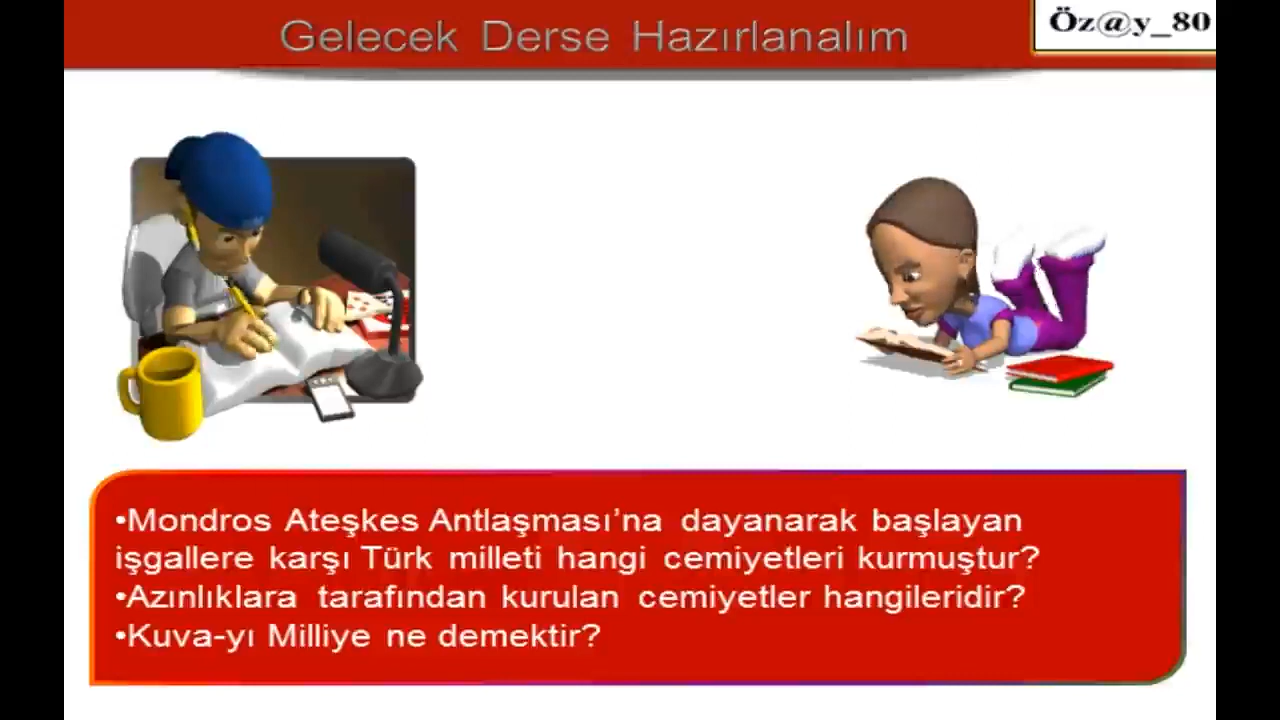 Gelecek Derse Hazırlanalım
Öz@y_80
•Mondros Ateşkes Antlaşması’na dayanarak başlayan
işgallere karşı Türk milleti hangi cemiyetleri kurmuştur?
•Azınlıklara tarafından kurulan cemiyetler hangileridir?
•Kuva-yı Milliye ne demektir?